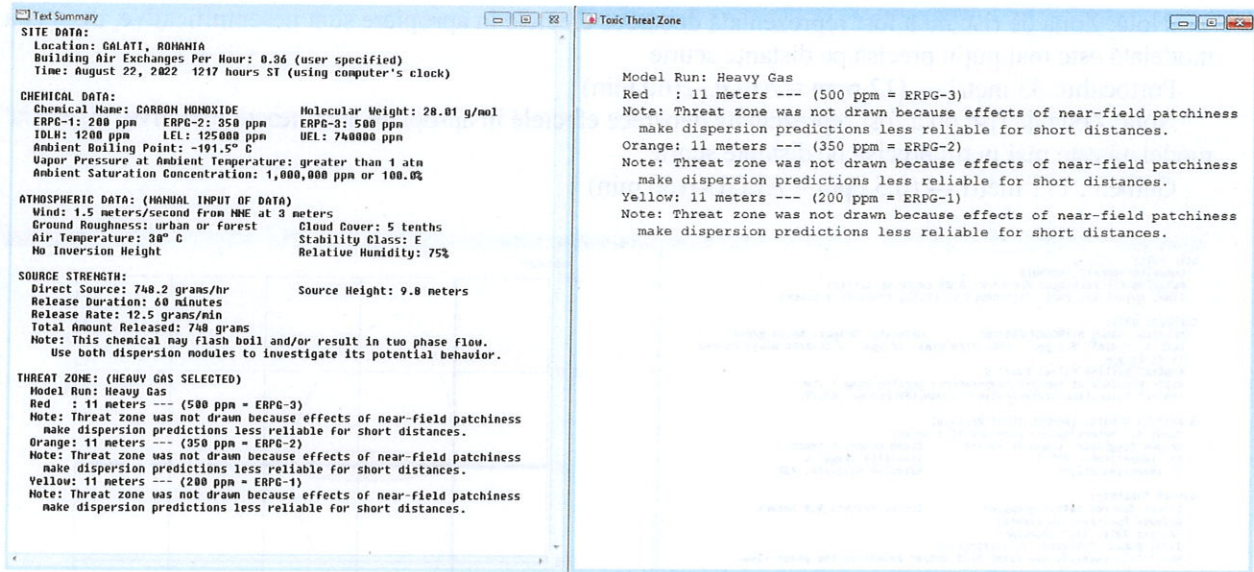 Text Summary
SITE DATA:
Location: GALATI, ROMANIA
Building Air Exchanges Per Hour: 0.36 (user specified)
Time: August 22, 2022 1217 hours ST (using computer's clock)
CHEMICAL DATA:
Chemical Name: CARBON MONOXIDE Molecular Weight: 28.01 g/mol
ERPG-1: 200 ppm ERPG-2: 350 ppm ERPG-3: 500 ppm
IDLH: 1200 ppm LEL: 125000 ppm UEL: 740000 ppm
Ambient Boiling Point: -191.5° C
Vapor Pressure at Ambient Temperature: greater than 1 atm
Ambient Saturation Concentration: 1,000,000 ppm or 100.0%
ATMOSPHERIC DATA: (MANUAL INPUT OF DATA)
Wind: 1.5 meters/second from NNE at 3 meters
Ground Roughness: urban or forest Cloud Cover: 5 tenths
Air Temperature: 30° C Stability Class: E
No Inversion Height Relative Humidity: 75%
SOURCE STRENGTH:
Direct Source: 748.2 grams/hr Source Height: 9.8 meters
Release Duration: 60 minutes
Release Rate: 12.5 grams/min
Total Amount Released: 748 grams
Note: This chemical may flash boil and/or result in two phase flow.
Use both dispersion modules to investigate its potential behavior.
THREAT ZONE: (HEAVY GAS SELECTED)
Model Run: Heavy Gas
Red : 11 meters --- (500 ppm = ERPG-3)
Note: Threat zone was not drawn because effects of near-field patchiness
make dispersion predictions less reliable for short distances.
Orange: 11 meters --- (350 ppm = ERPG-2)
Note: Threat zone was not drawn because effects of near-field patchiness
make dispersion predictions less reliable for short distances.
Yellow: 11 meters --- (200 ppm = ERPG-1)
Note: Threat zone was not drawn because effects of near-field patchiness
make dispersion predictions less reliable for short distances.
Toxic Threat Zone
Model Run: Heavy Gas
Red : 11 meters --- (500 ppm = ERPG-3)
Note: Threat zone was not drawn because effects of near-field patchiness
make dispersion predictions less reliable for short distances.
Orange: 11 meters --- (350 ppm = ERPG-2)
Note: Threat zone was not drawn because effects of near-field patchiness
make dispersion predictions less reliable for short distances.
Yellow: 11 meters --- (200 ppm = ERPG-1)
Note: Threat zone was not drawn because effects of near-field patchiness
make dispersion predictions less reliable for short distances.